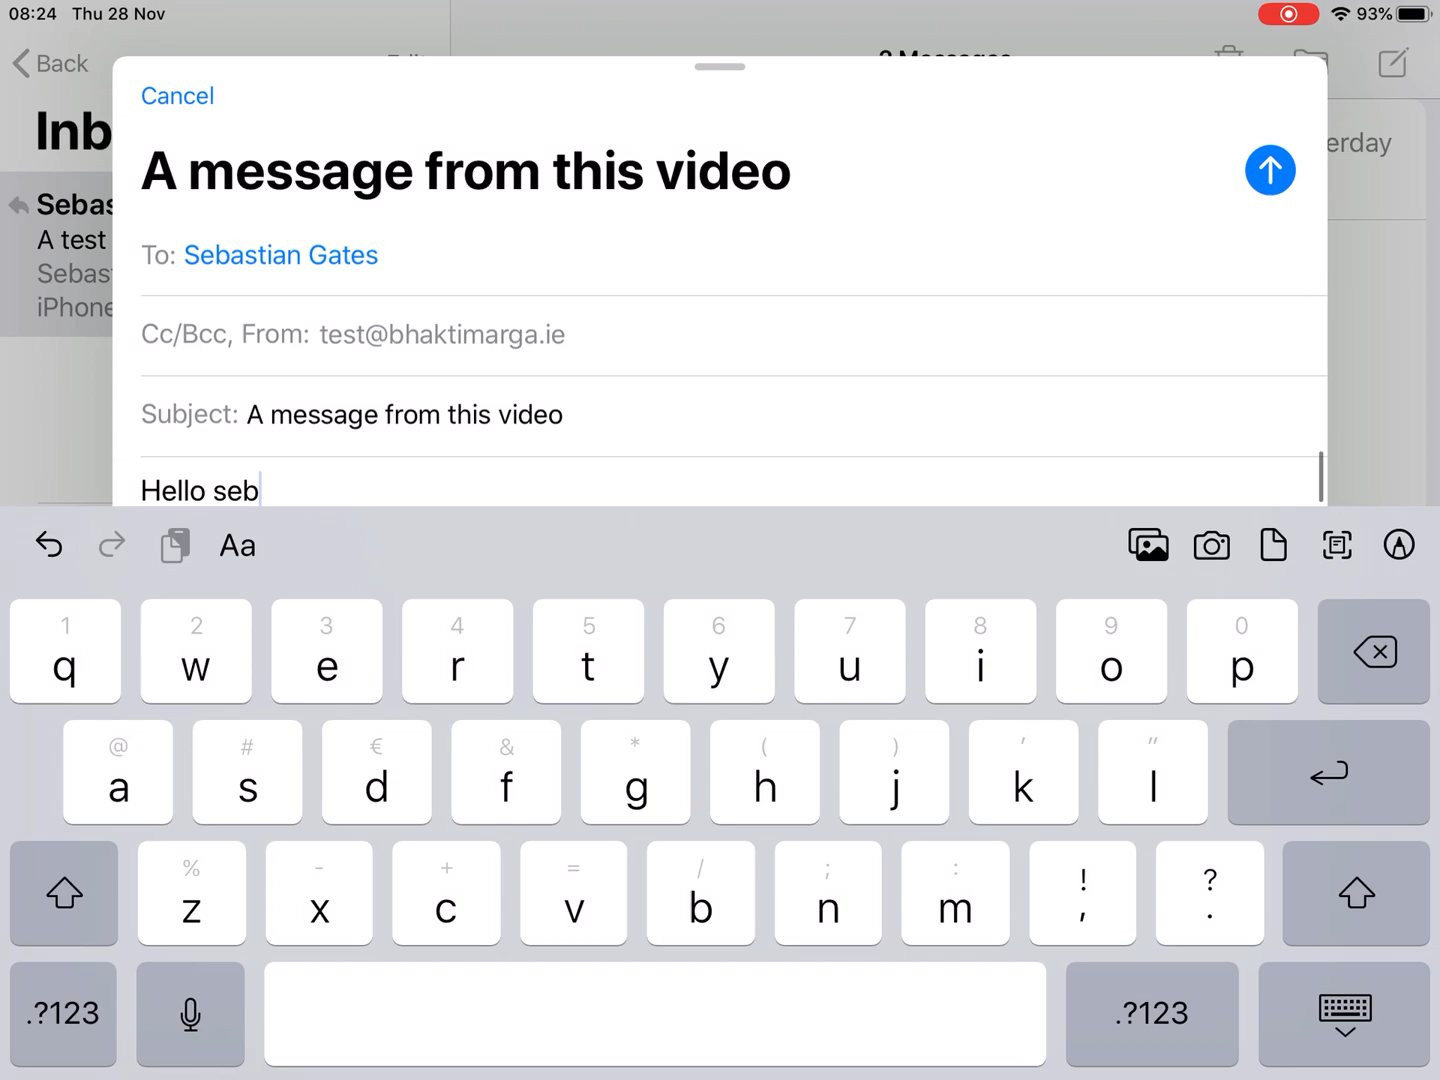 08:24 Thu 28 Nov
93%
Back
Inb
Sebas
A test
Sebas
iPhone
2 Messages
erday
Cancel
A message from this video
To: Sebastian Gates
Cc/Bcc, From: test@bhaktimarga.ie
Subject: A message from this video
Hello seb
Aa
1 2 3 4 5 6 7 8 9 0
q w e r t y u i o p
@ # € & * ( ) ' "
a s d f g h j k l
% - + = / ; : ! ?
z x c v b n m , .
.?123 .?123